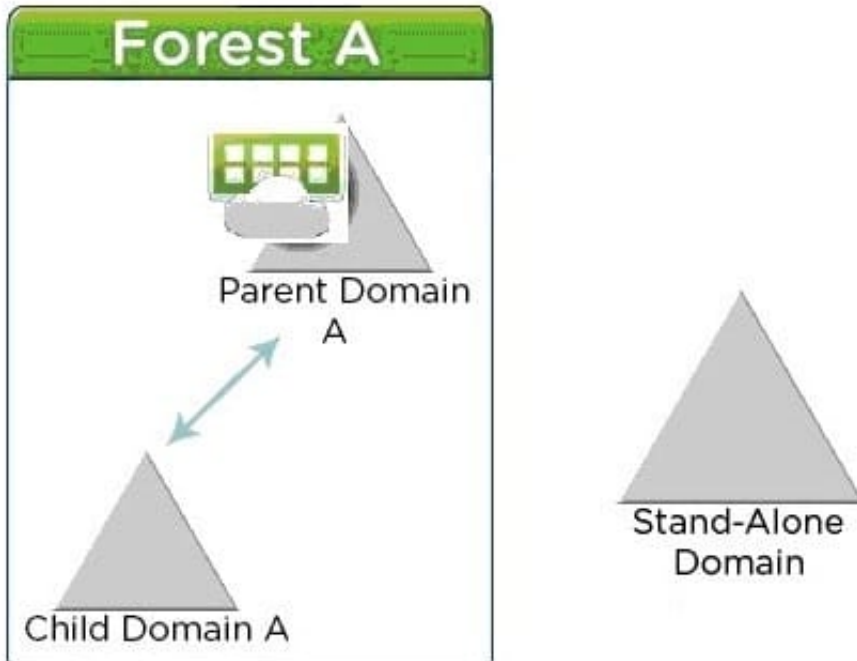 Forest A
Parent Domain
A
Child Domain A
Stand-Alone
Domain